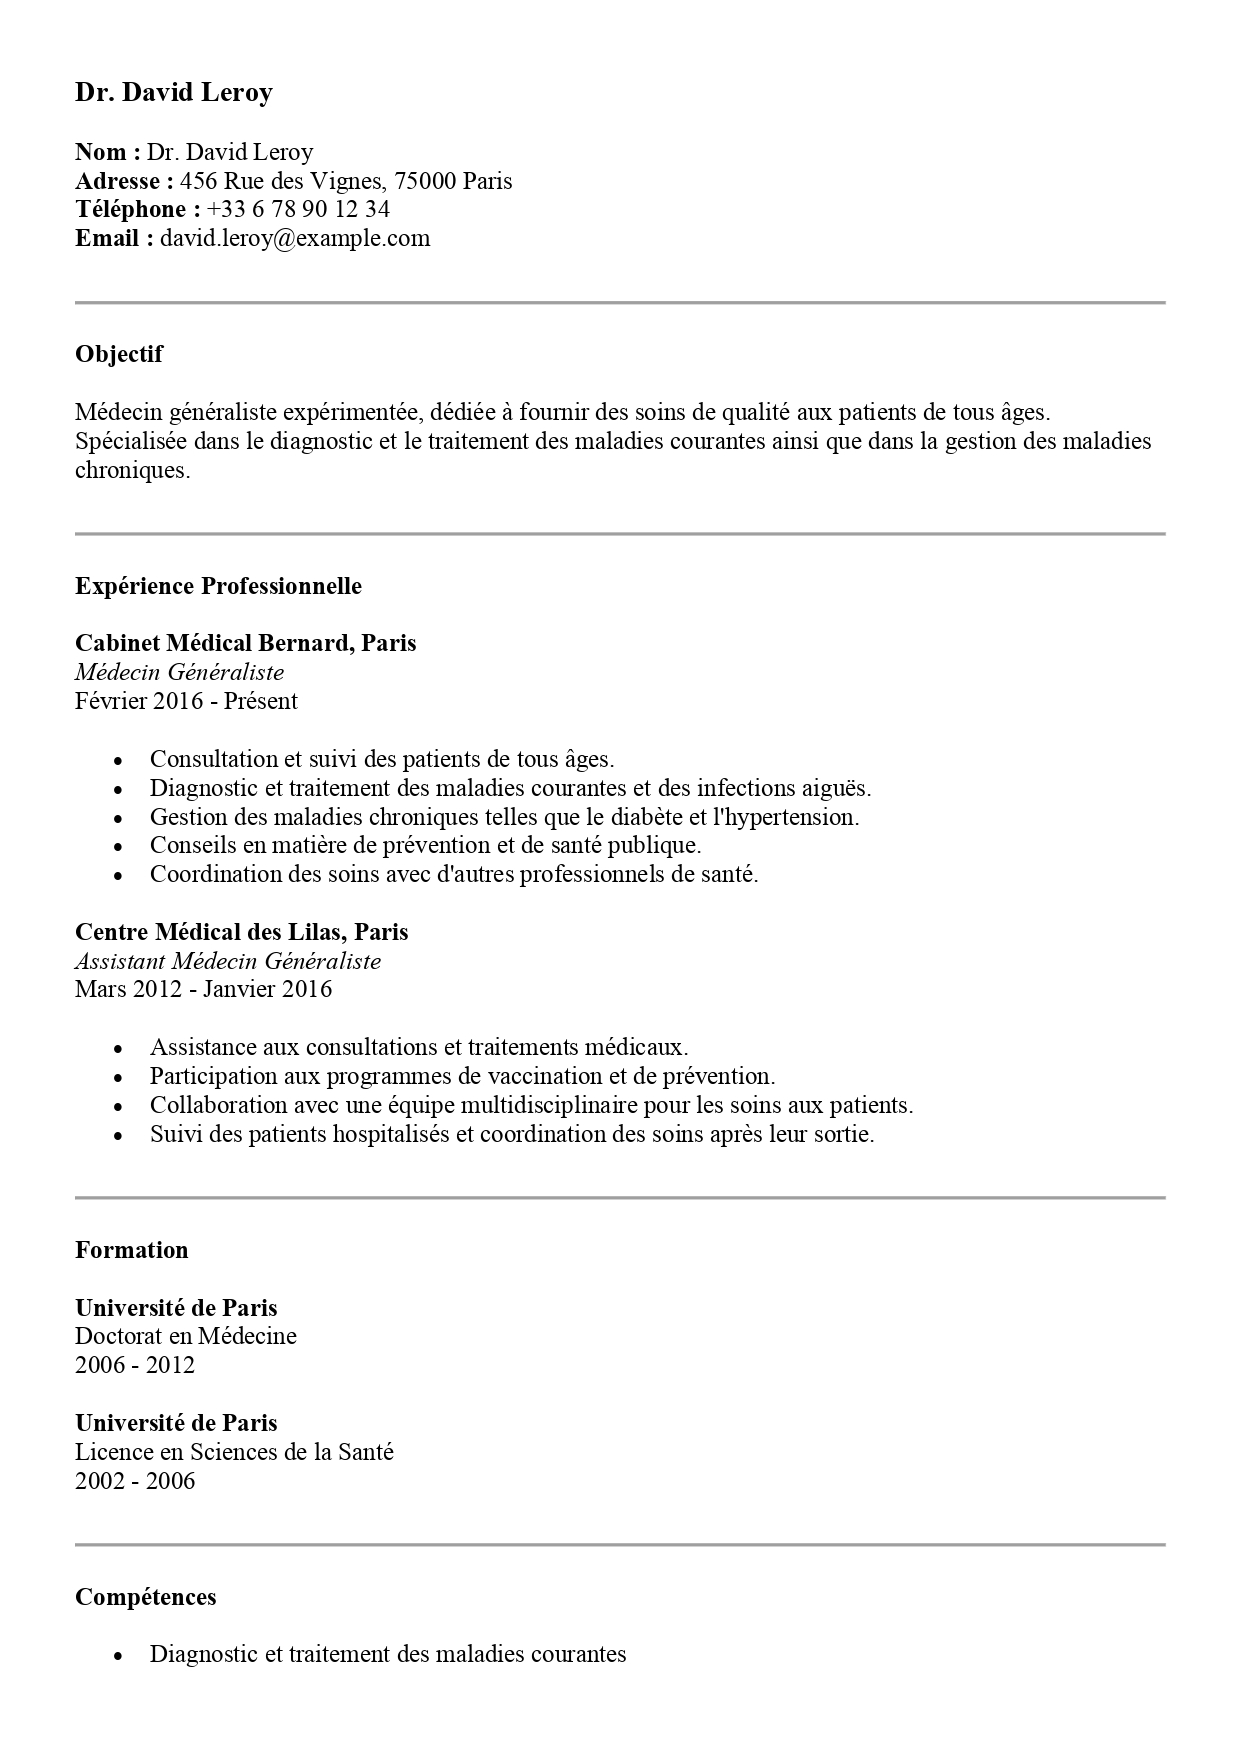 Dr. David Leroy
Nom : Dr. David Leroy
Adresse : 456 Rue des Vignes, 75000 Paris
Téléphone : +33 6 78 90 12 34
Email : david.leroy@example.com
Objectif
Médecin généraliste expérimentée, dédiée à fournir des soins de qualité aux patients de tous âges.
Spécialisée dans le diagnostic et le traitement des maladies courantes ainsi que dans la gestion des maladies
chroniques.
Expérience Professionnelle
Cabinet Médical Bernard, Paris
Médecin Généraliste
Février 2016 - Présent
• Consultation et suivi des patients de tous âges.
• Diagnostic et traitement des maladies courantes et des infections aiguës.
• Gestion des maladies chroniques telles que le diabète et l'hypertension.
• Conseils en matière de prévention et de santé publique.
• Coordination des soins avec d'autres professionnels de santé.
Centre Médical des Lilas, Paris
Assistant Médecin Généraliste
Mars 2012 - Janvier 2016
• Assistance aux consultations et traitements médicaux.
• Participation aux programmes de vaccination et de prévention.
• Collaboration avec une équipe multidisciplinaire pour les soins aux patients.
• Suivi des patients hospitalisés et coordination des soins après leur sortie.
Formation
Université de Paris
Doctorat en Médecine
2006 - 2012
Université de Paris
Licence en Sciences de la Santé
2002 - 2006
Compétences
• Diagnostic et traitement des maladies courantes